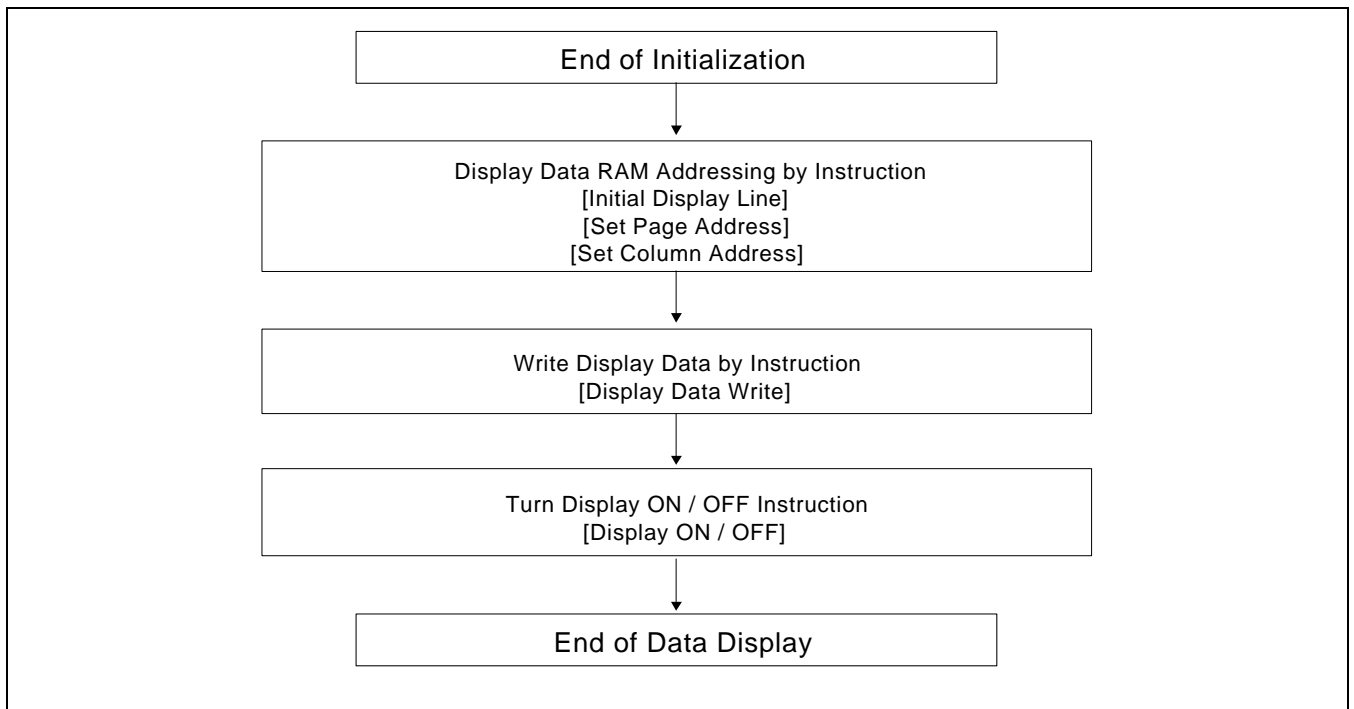 End of Initialization
Display Data RAM Addressing by Instruction
[Initial Display Line]
[Set Page Address]
[Set Column Address]
Write Display Data by Instruction
[Display Data Write]
Turn Display ON / OFF Instruction
[Display ON / OFF]
End of Data Display